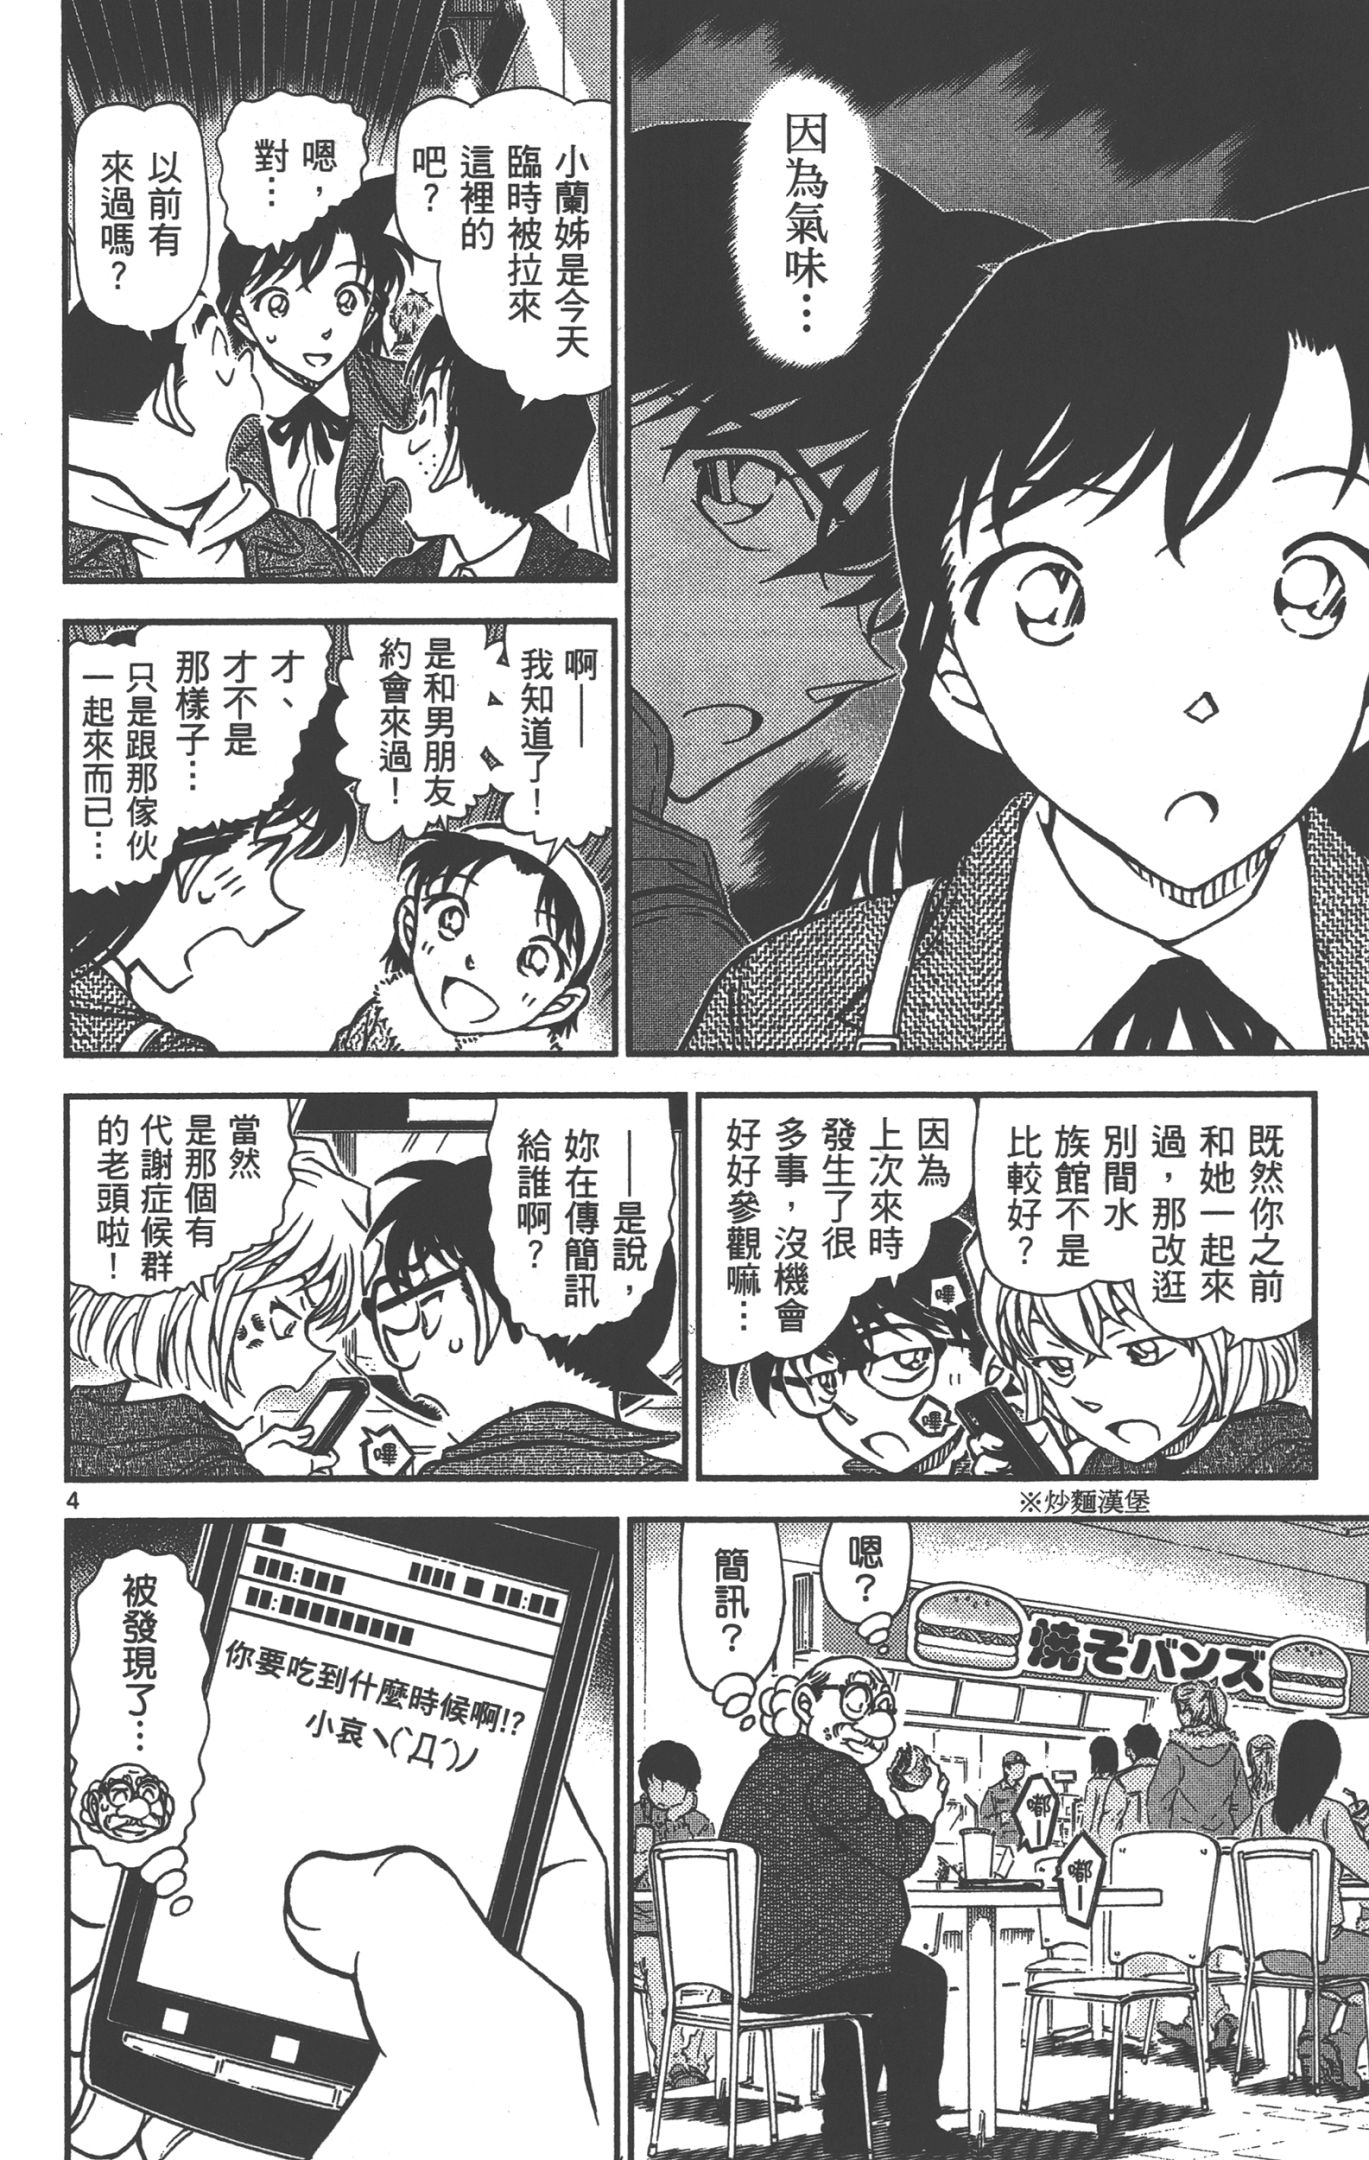 因為氣味…
小蘭姊是今天
臨時被拉來
這裡的
吧？
嗯，
對…
以前有
來過嗎？
啊——
我知道了！
是和男朋友
約會來過！
才、
才不是
那樣子…
只是跟那傢伙
一起來而已…
既然你之前
和她一起來
過，那改逛
別間水
族館不是
比較好？
因為
上次來時
發生了很
多事，沒機會
好好參觀嘛…
嗶
嗶
——是說，
妳在傳簡訊
給誰啊？
當然
是那個有
代謝症候群
的老頭啦！
嗶
4
※炒麵漢堡
嗯？
簡訊？
焼そバンズ
嘟—
嘟—
你要吃到什麼時候啊!?
小哀ヽ(`Д´)ﾉ
被發現了…